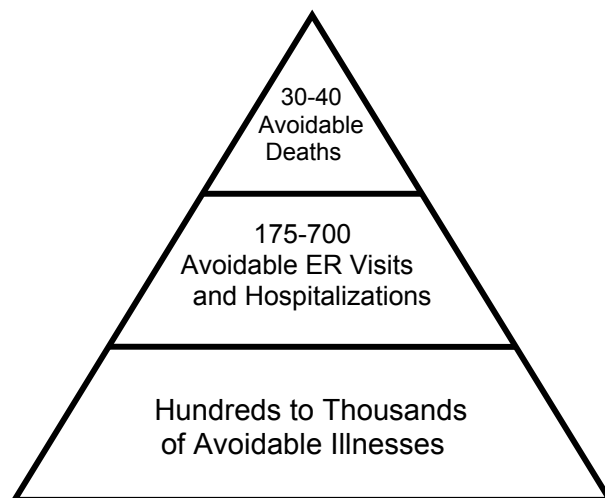 30-40
Avoidable
Deaths
175-700
Avoidable ER Visits
and Hospitalizations
Hundreds to Thousands
of Avoidable Illnesses